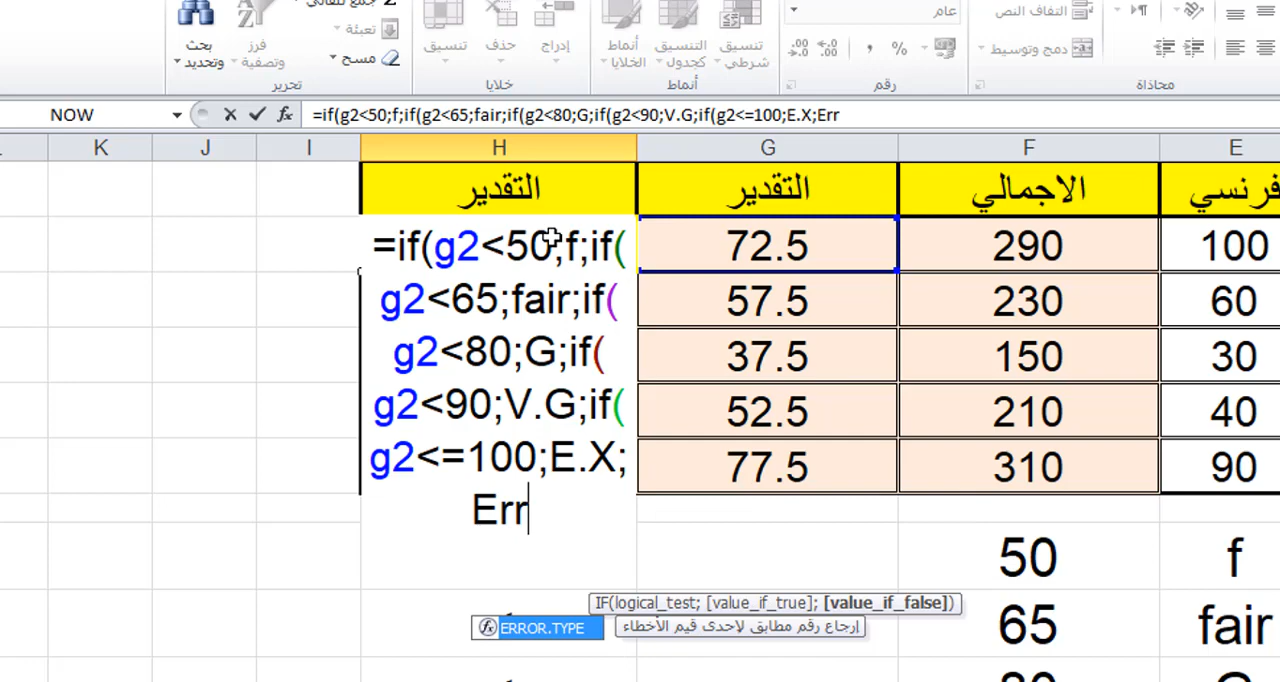 بحث
وتحديد
فرز
وتصفية
تعبئة
مسح
تحرير
تنسيق
حذف
إدراج
خلايا
أنماط
الخلايا
التنسيق
كجدول
تنسيق
شرطي
أنماط
عام
%
رقم
التفاف النص
دمج وتوسيط
محاذاة
NOW
=if(g2<50;f;if(g2<65;fair;if(g2<80;G;if(g2<90;V.G;if(g2<=100;E.X;Err
K J I H G F E
التقدير التقدير الاجمالي فرنسي
=if(g2<50;f;if( 72.5 290 100
g2<65;fair;if( 57.5 230 60
g2<80;G;if( 37.5 150 30
g2<90;V.G;if( 52.5 210 40
g2<=100;E.X; 77.5 310 90
Err
50 f
IF(logical_test; [value_if_true]; [value_if_false])
ERROR.TYPE
إرجاع رقم مطابق لإحدى قيم الأخطاء
65 fair